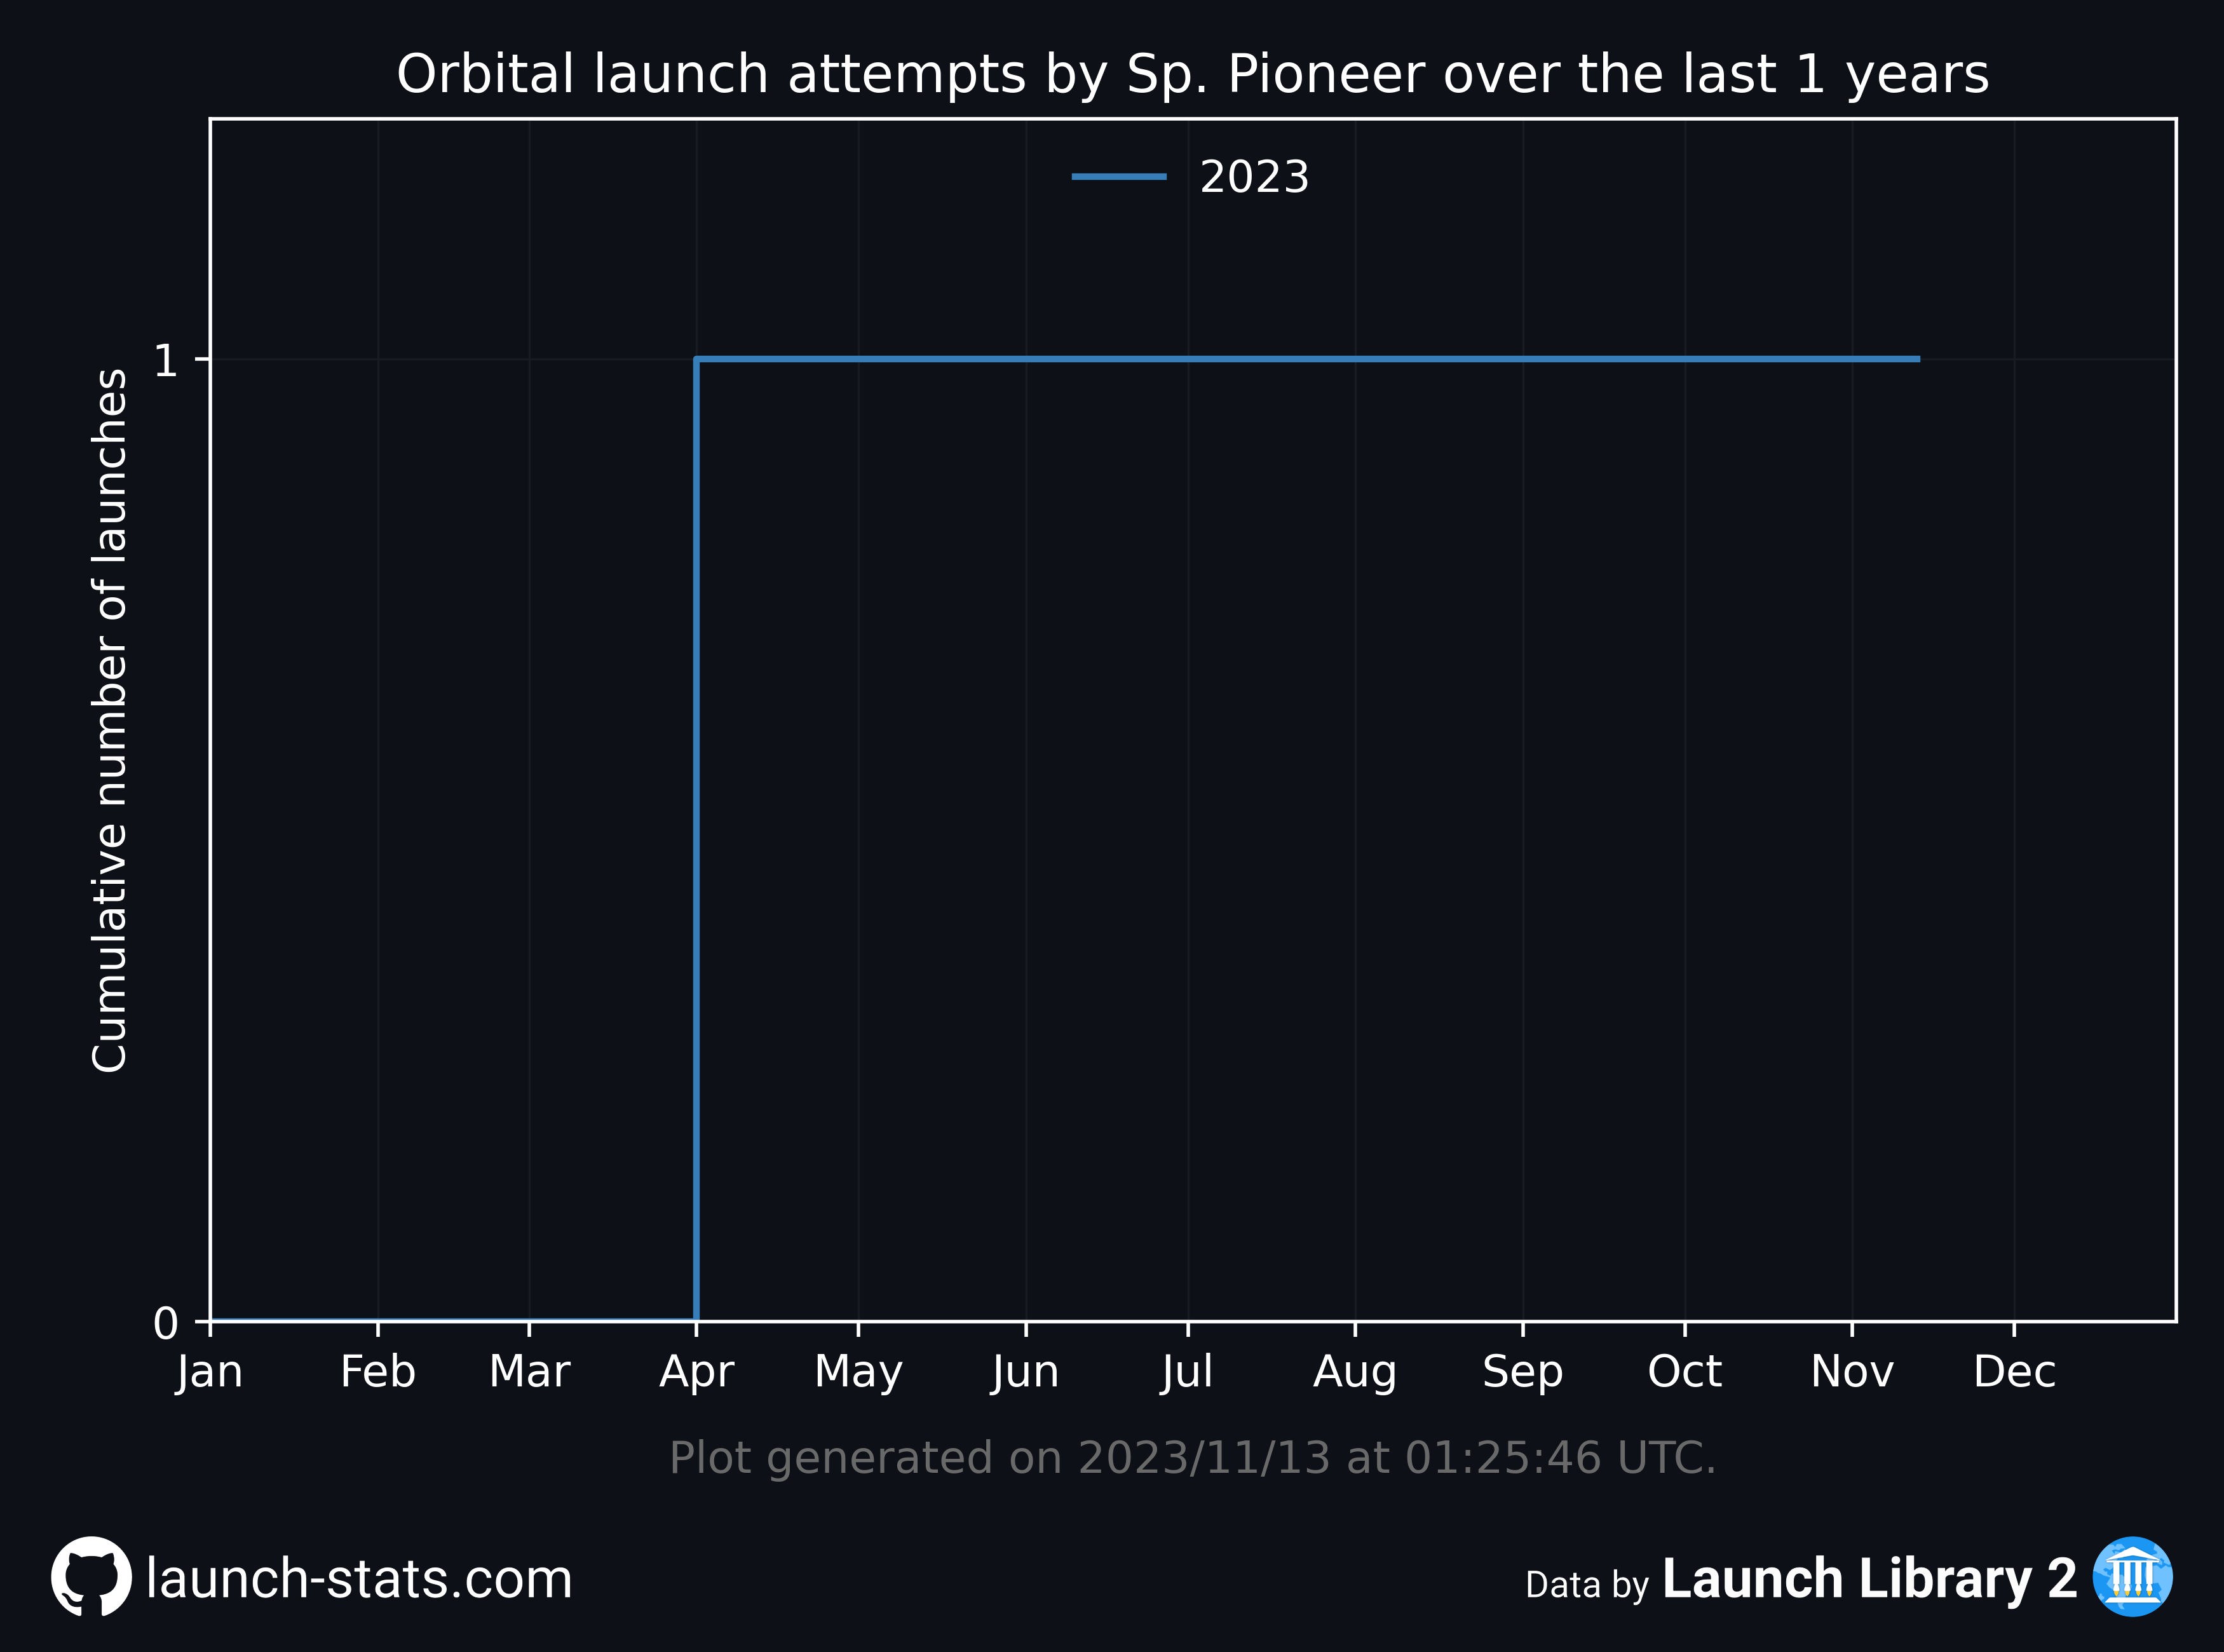 Orbital launch attempts by Sp. Pioneer over the last 1 years
2023
Cumulative number of launches
1
0
Jan Feb Mar Apr May Jun Jul Aug Sep Oct Nov Dec
Plot generated on 2023/11/13 at 01:25:46 UTC.
launch-stats.com
Data by Launch Library 2